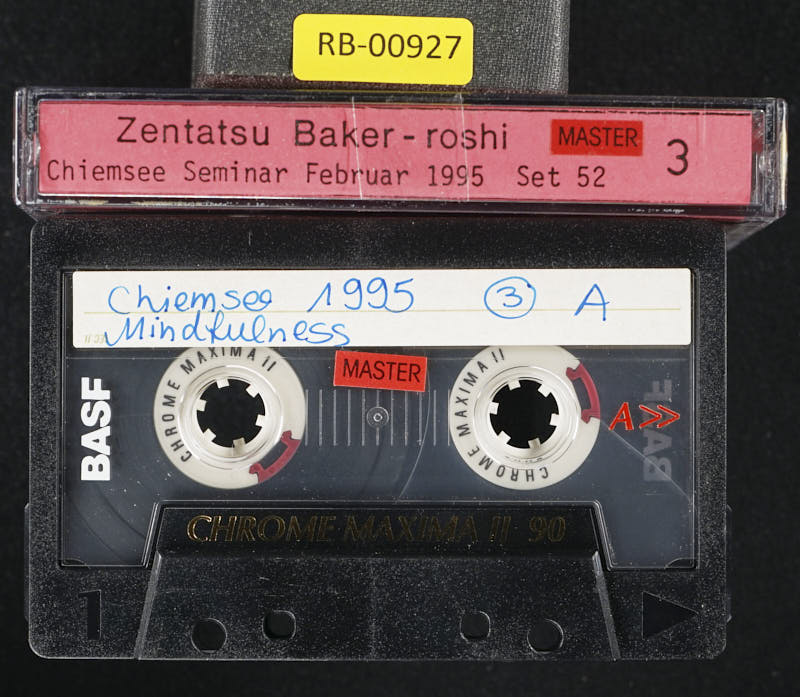 RB-00927
Zentatsu Baker-roshi MASTER 3
Chiemsee Seminar Februar 1995 Set 52
Chiemsee 1995 ③ A
Mindfulness
MASTER
CHROME MAXIMA II
CHROME MAXIMA II
BASF
A>>
BASF
CHROME MAXIMA II 90
1